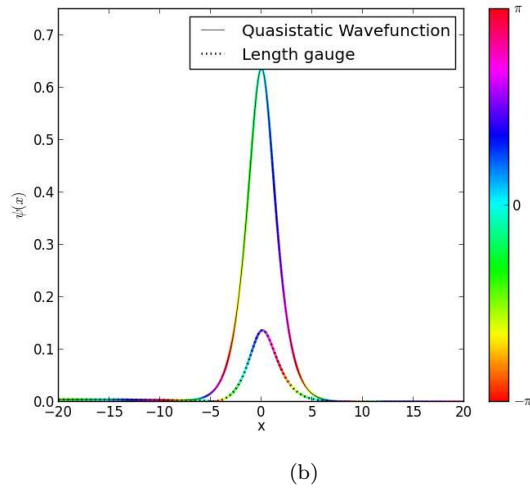 0.7
0.6
0.5
0.4
0.3
0.2
0.1
0.0
ψ(x)
Quasistatic Wavefunction
Length gauge
−20 −15 −10 −5 0 5 10 15 20
x
π
0
−π
(b)